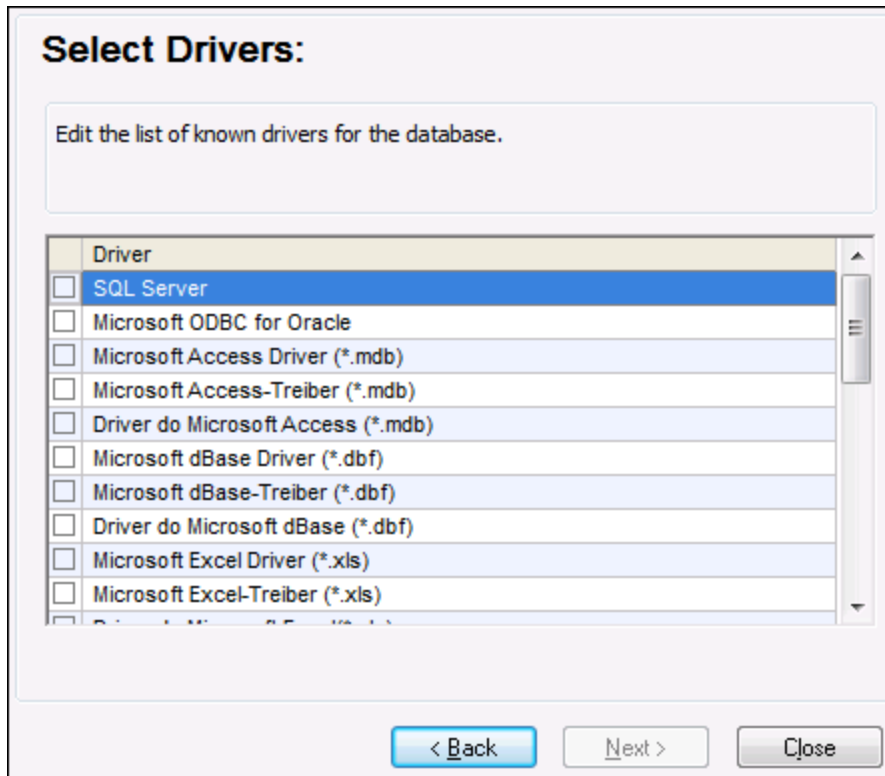 Select Drivers:
Edit the list of known drivers for the database.
Driver
SQL Server
Microsoft ODBC for Oracle
Microsoft Access Driver (*.mdb)
Microsoft Access-Treiber (*.mdb)
Driver do Microsoft Access (*.mdb)
Microsoft dBase Driver (*.dbf)
Microsoft dBase-Treiber (*.dbf)
Driver do Microsoft dBase (*.dbf)
Microsoft Excel Driver (*.xls)
Microsoft Excel-Treiber (*.xls)
< Back
Next >
Close